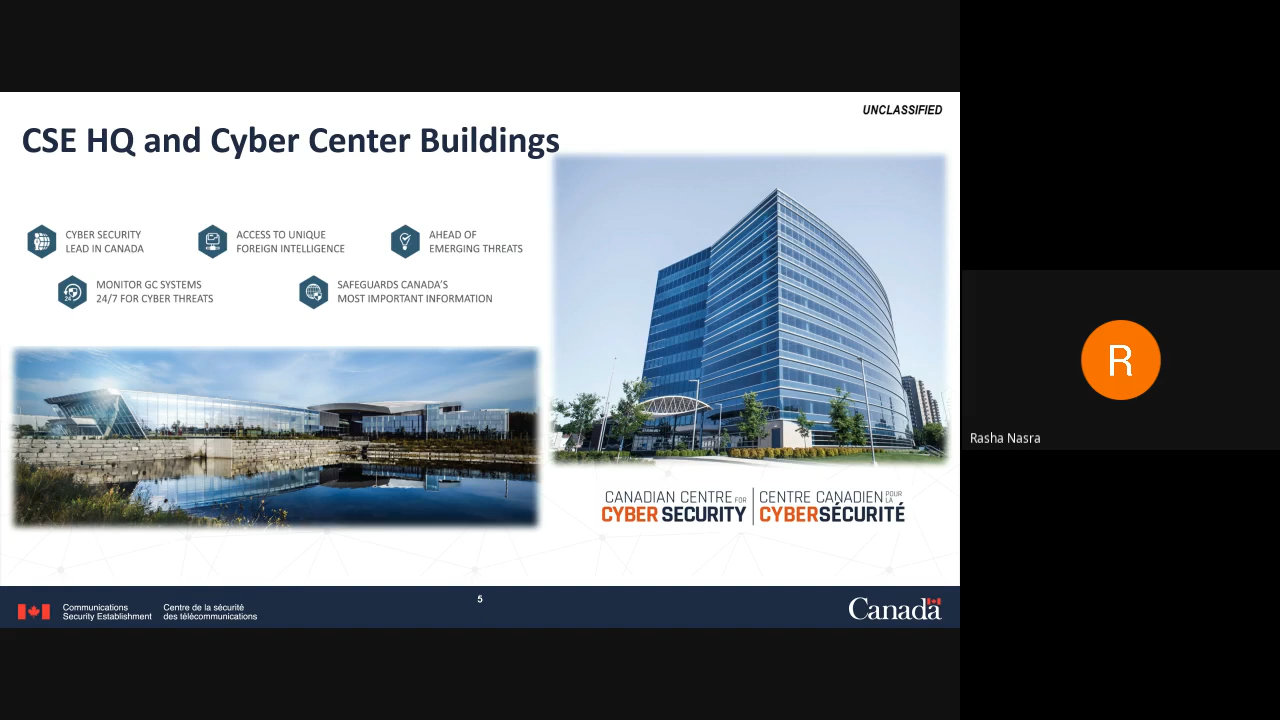 UNCLASSIFIED
CSE HQ and Cyber Center Buildings
CYBER SECURITY
LEAD IN CANADA
ACCESS TO UNIQUE
FOREIGN INTELLIGENCE
AHEAD OF
EMERGING THREATS
MONITOR GC SYSTEMS
24/7 FOR CYBER THREATS
SAFEGUARDS CANADA'S
MOST IMPORTANT INFORMATION
CANADIAN CENTRE FOR
CYBER SECURITY
CENTRE CANADIEN POUR LA
CYBERSÉCURITÉ
Communications
Security Establishment
Centre de la sécurité
des télécommunications
5
Canada
R
Rasha Nasra